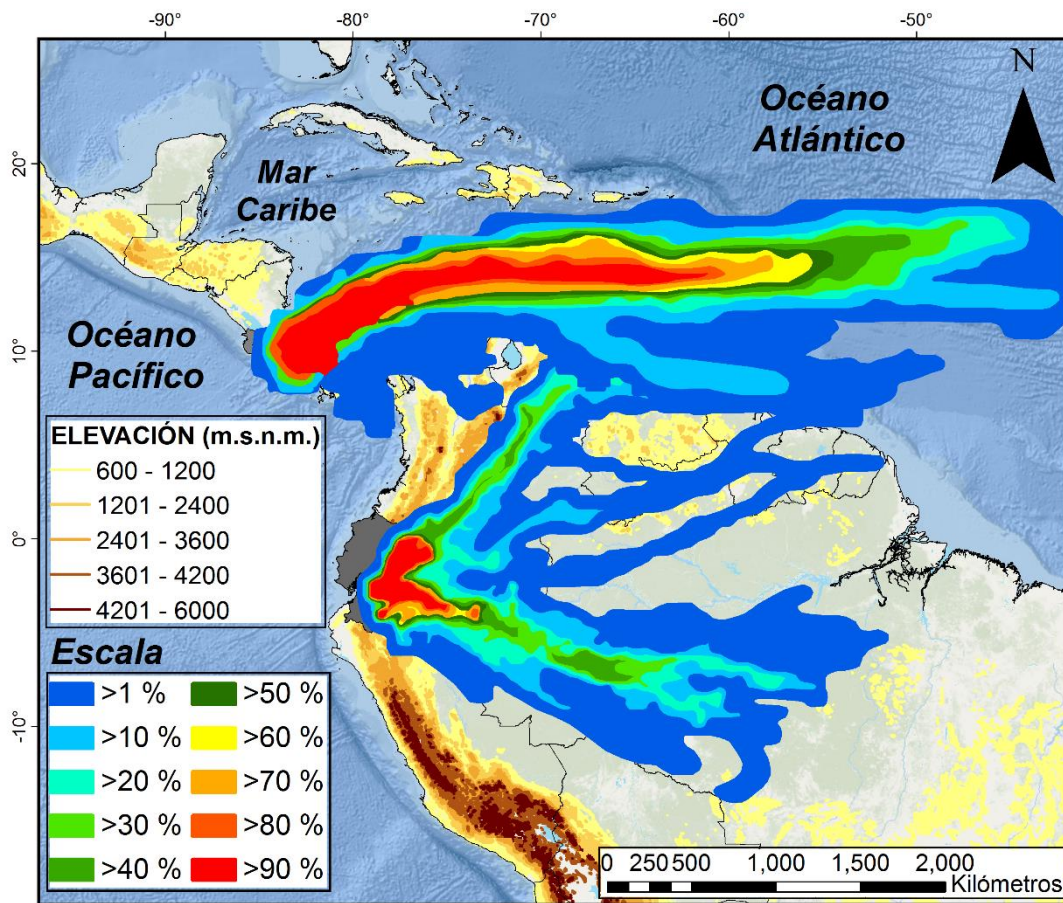 -90°
-80°
-70°
-60°
-50°
N
Océano
Atlántico
20°
Mar
Caribe
Océano
Pacífico
10°
ELEVACIÓN (m.s.n.m.)
600 - 1200
1201 - 2400
2401 - 3600
3601 - 4200
4201 - 6000
0°
Escala
>1 % >50 %
>10 % >60 %
>20 % >70 %
>30 % >80 %
>40 % >90 %
-10°
0 250 500 1,000 1,500 2,000
Kilómetros